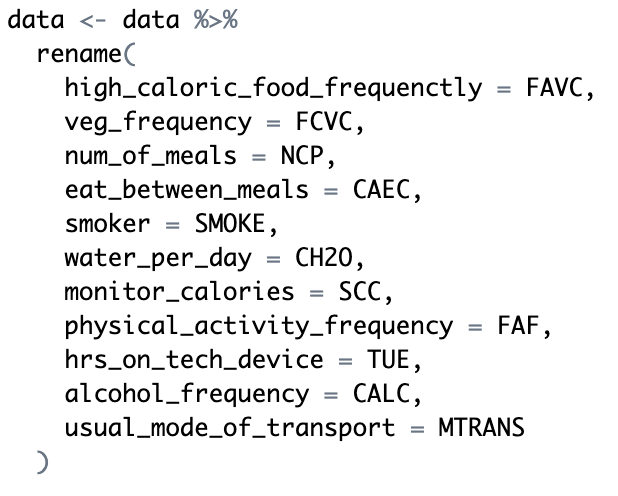 data <- data %>%
rename(
high_caloric_food_frequenctly = FAVC,
veg_frequency = FCVC,
num_of_meals = NCP,
eat_between_meals = CAEC,
smoker = SMOKE,
water_per_day = CH2O,
monitor_calories = SCC,
physical_activity_frequency = FAF,
hrs_on_tech_device = TUE,
alcohol_frequency = CALC,
usual_mode_of_transport = MTRANS
)